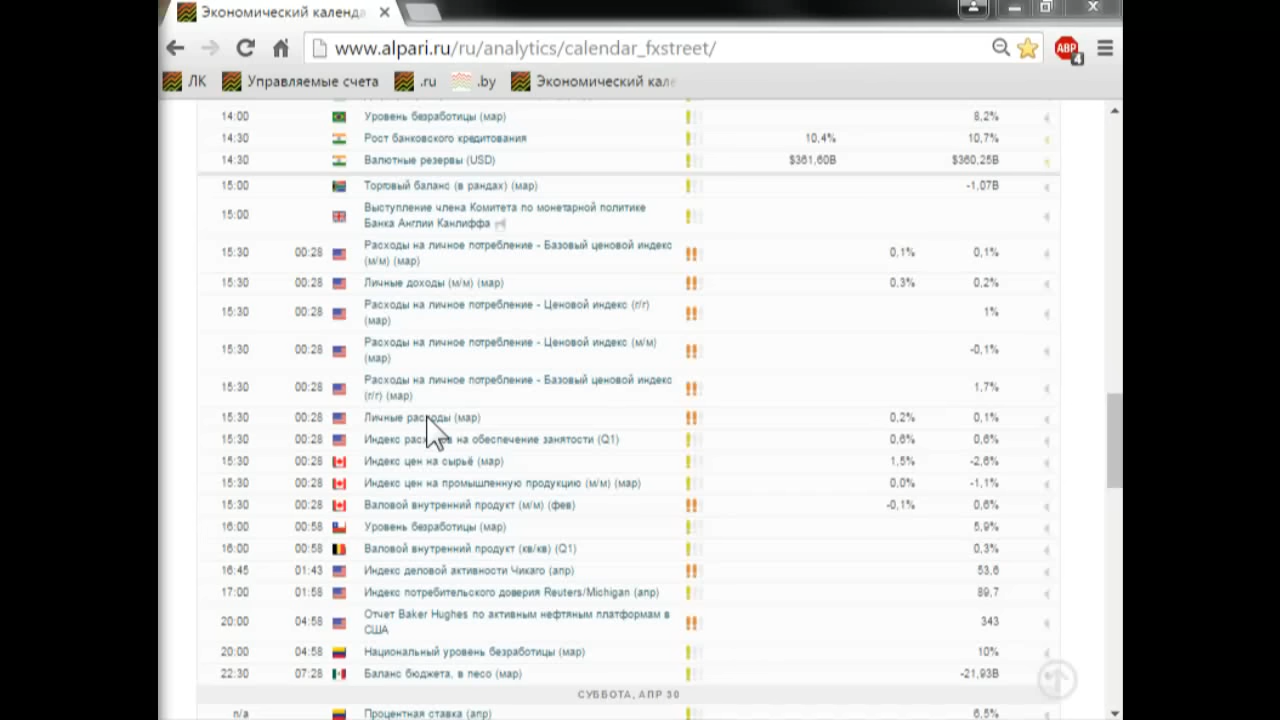 Экономический календа
www.alpari.ru/ru/analytics/calendar_fxstreet/
ABP 4
ЛК Управляемые счета .ru .by Экономический кале
14:00 Уровень безработицы (мар) 8,2%
14:30 Рост банковского кредитования 10,4% 10,7%
14:30 Валютные резервы (USD) $361,60B $360,25B
15:00 Торговый баланс (в рандах) (мар) -1,07B
15:00 Выступление члена Комитета по монетарной политике
Банка Англии Канлиффа
15:30 00:28 Расходы на личное потребление - Базовый ценовой индекс
(м/м) (мар) 0,1% 0,1%
15:30 00:28 Личные доходы (м/м) (мар) 0,3% 0,2%
15:30 00:28 Расходы на личное потребление - Ценовой индекс (г/г)
(мар) 1%
15:30 00:28 Расходы на личное потребление - Ценовой индекс (м/м)
(мар) -0,1%
15:30 00:28 Расходы на личное потребление - Базовый ценовой индекс
(г/г) (мар) 1,7%
15:30 00:28 Личные расходы (мар) 0,2% 0,1%
15:30 00:28 Индекс на обеспечение занятости (Q1) 0,6% 0,6%
15:30 00:28 Индекс цен на сырьё (мар) 1,5% -2,6%
15:30 00:28 Индекс цен на промышленную продукцию (м/м) (мар) 0,0% -1,1%
15:30 00:28 Валовой внутренний продукт (м/м) (фев) -0,1% 0,6%
16:00 00:58 Уровень безработицы (мар) 5,9%
16:00 00:58 Валовой внутренний продукт (кв/кв) (Q1) 0,3%
16:45 01:43 Индекс деловой активности Чикаго (апр) 53,6
17:00 01:58 Индекс потребительского доверия Reuters/Michigan (апр) 89,7
20:00 04:58 Отчет Baker Hughes по активным нефтяным платформам в
США 343
20:00 04:58 Национальный уровень безработицы (мар) 10%
22:30 07:28 Баланс бюджета, в песо (мар) -21,93B
СУББОТА, АПР 30
n/a Процентная ставка (апр) 6,5%